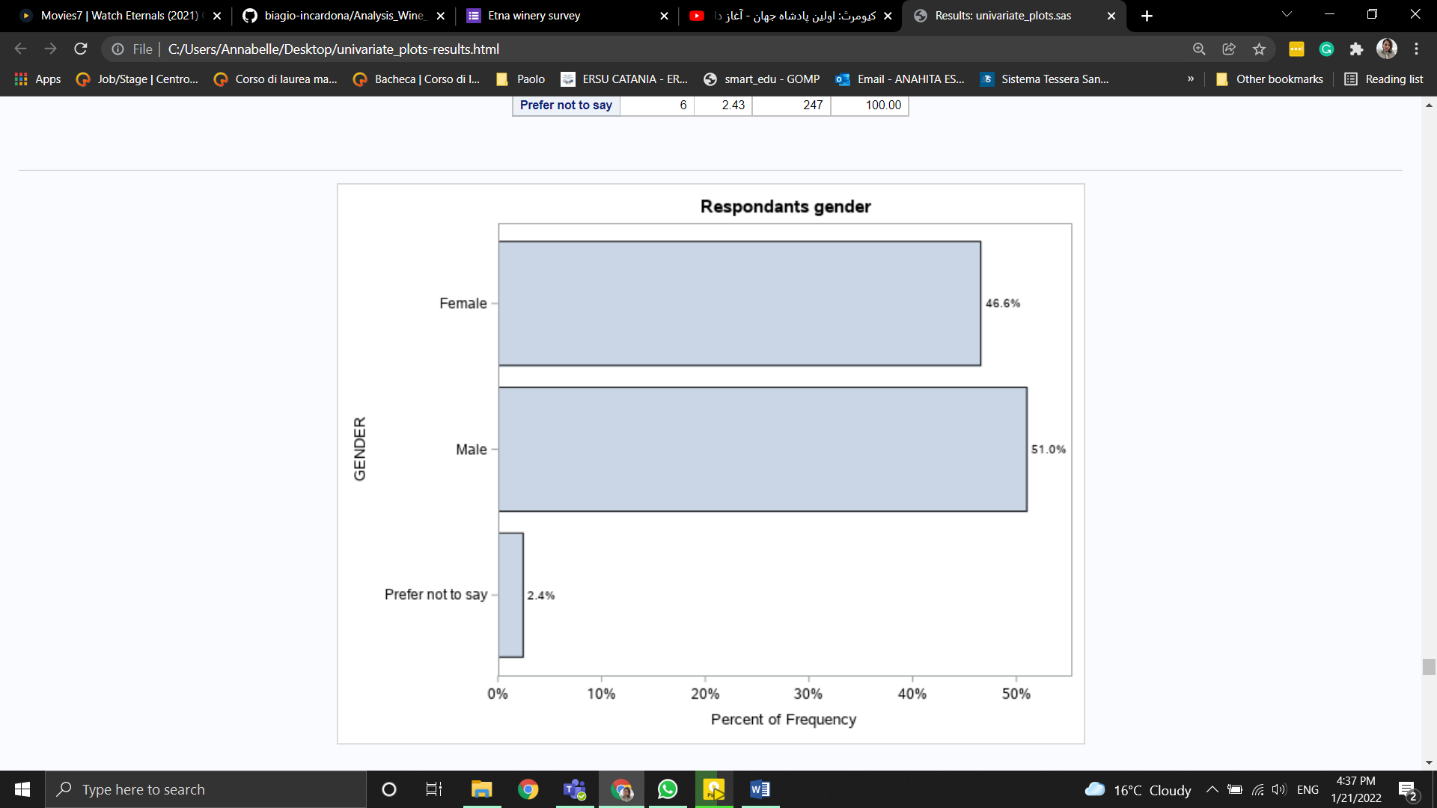 Movies7 | Watch Eternals (2021)
biagio-incardona/Analysis_Wine_
Etna winery survey
کیومرث: اولین پادشاه جهان - آغاز
Results: univariate_plots.sas
File | C:/Users/Annabelle/Desktop/univariate_plots-results.html
Apps
Job/Stage | Centro...
Corso di laurea ma...
Bacheca | Corso di l...
Paolo
ERSU CATANIA - ER...
smart_edu - GOMP
Email - ANAHITA ES...
Sistema Tessera San...
»
Other bookmarks
Reading list
Prefer not to say 6 2.43 247 100.00
Respondants gender
Female
46.6%
GENDER
Male
51.0%
Prefer not to say
2.4%
0% 10% 20% 30% 40% 50%
Percent of Frequency
Type here to search
16°C Cloudy
ENG
4:37 PM
1/21/2022
2